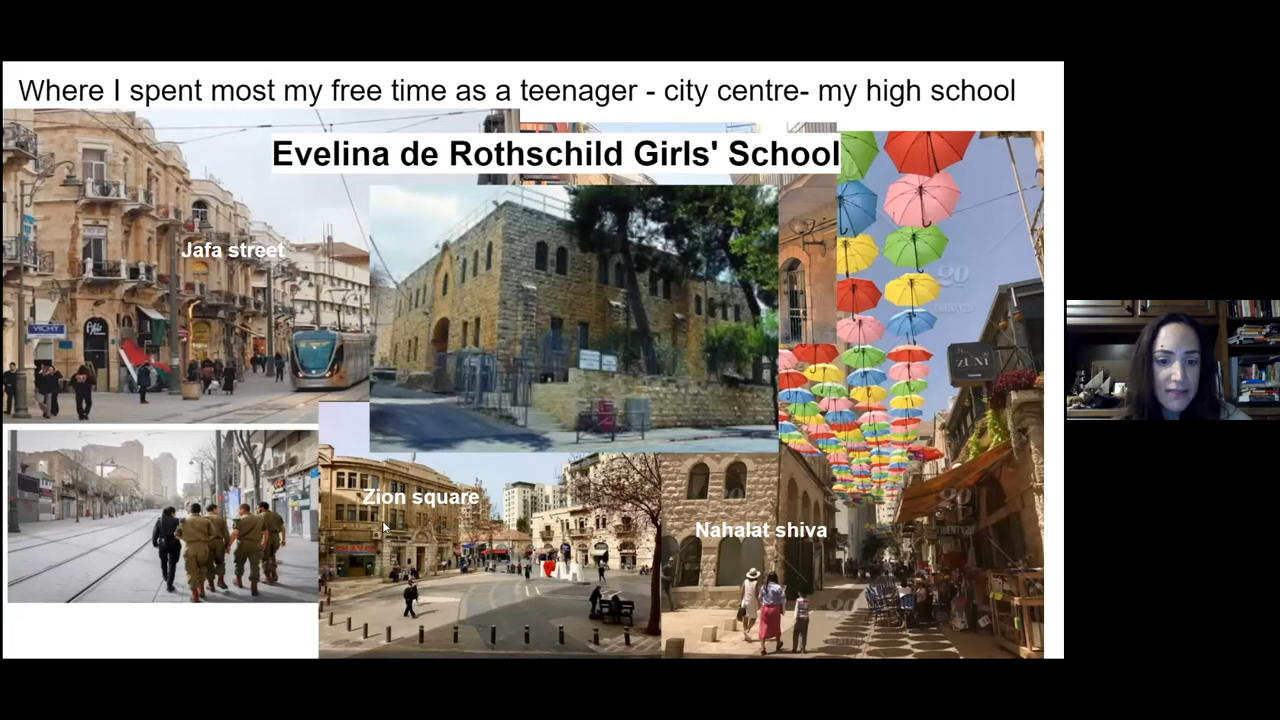 Where I spent most my free time as a teenager - city centre- my high school
Evelina de Rothschild Girls' School
Jafa street
VICHY
ZUNI
Zion square
Nahalat shiva